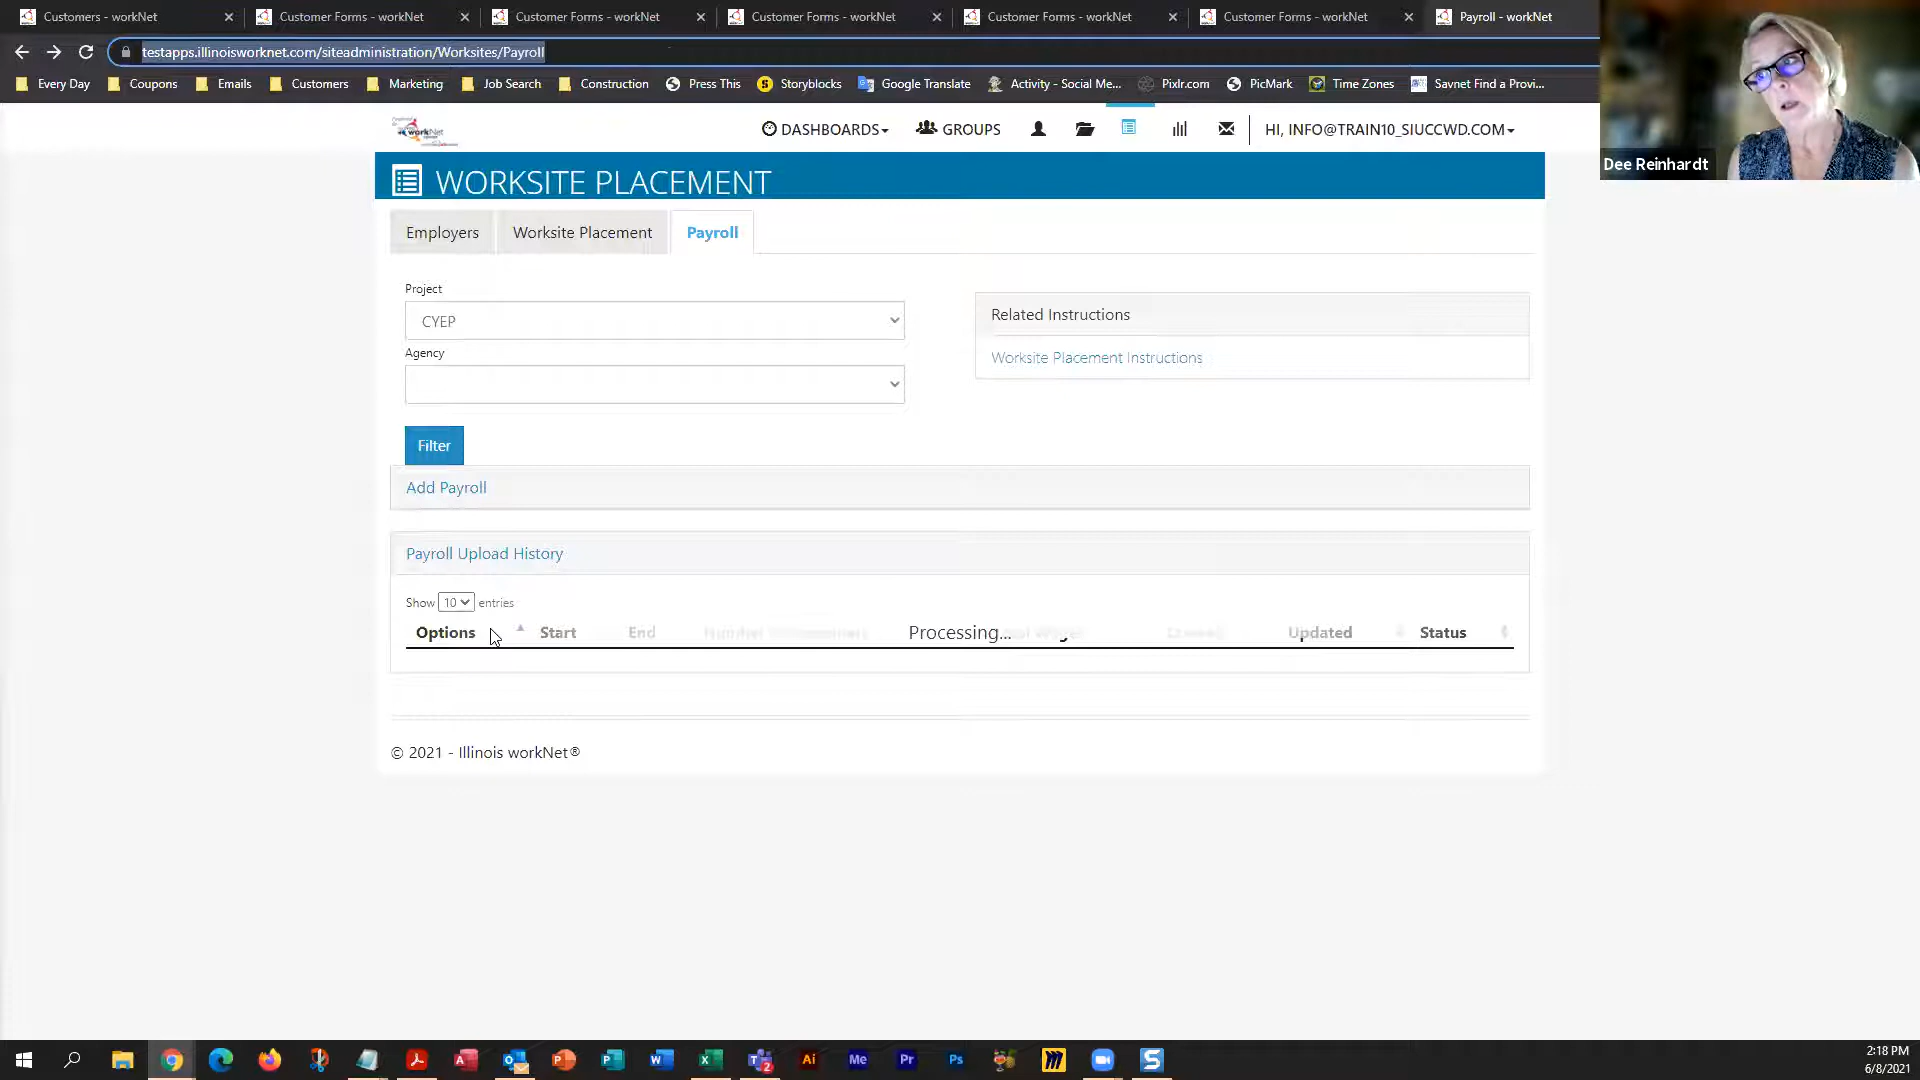 Customers - workNet
Customer Forms - workNet
Customer Forms - workNet
Customer Forms - workNet
Customer Forms - workNet
Customer Forms - workNet
Payroll - workNet
testapps.illinoisworknet.com/siteadministration/Worksites/Payroll
Every Day
Coupons
Emails
Customers
Marketing
Job Search
Construction
Press This
Storyblocks
Google Translate
Activity - Social Me...
Pixlr.com
PicMark
Time Zones
Savnet Find a Provi...
workNet
DASHBOARDS
GROUPS
HI, INFO@TRAIN10_SIUCCWD.COM
Dee Reinhardt
WORKSITE PLACEMENT
Employers
Worksite Placement
Payroll
Project
CYEP
Agency
Related Instructions
Worksite Placement Instructions
Filter
Add Payroll
Payroll Upload History
Show 10 entries
Options
Start
End
Processing...
Updated
Status
© 2021 - Illinois workNet®
2:18 PM
6/8/2021